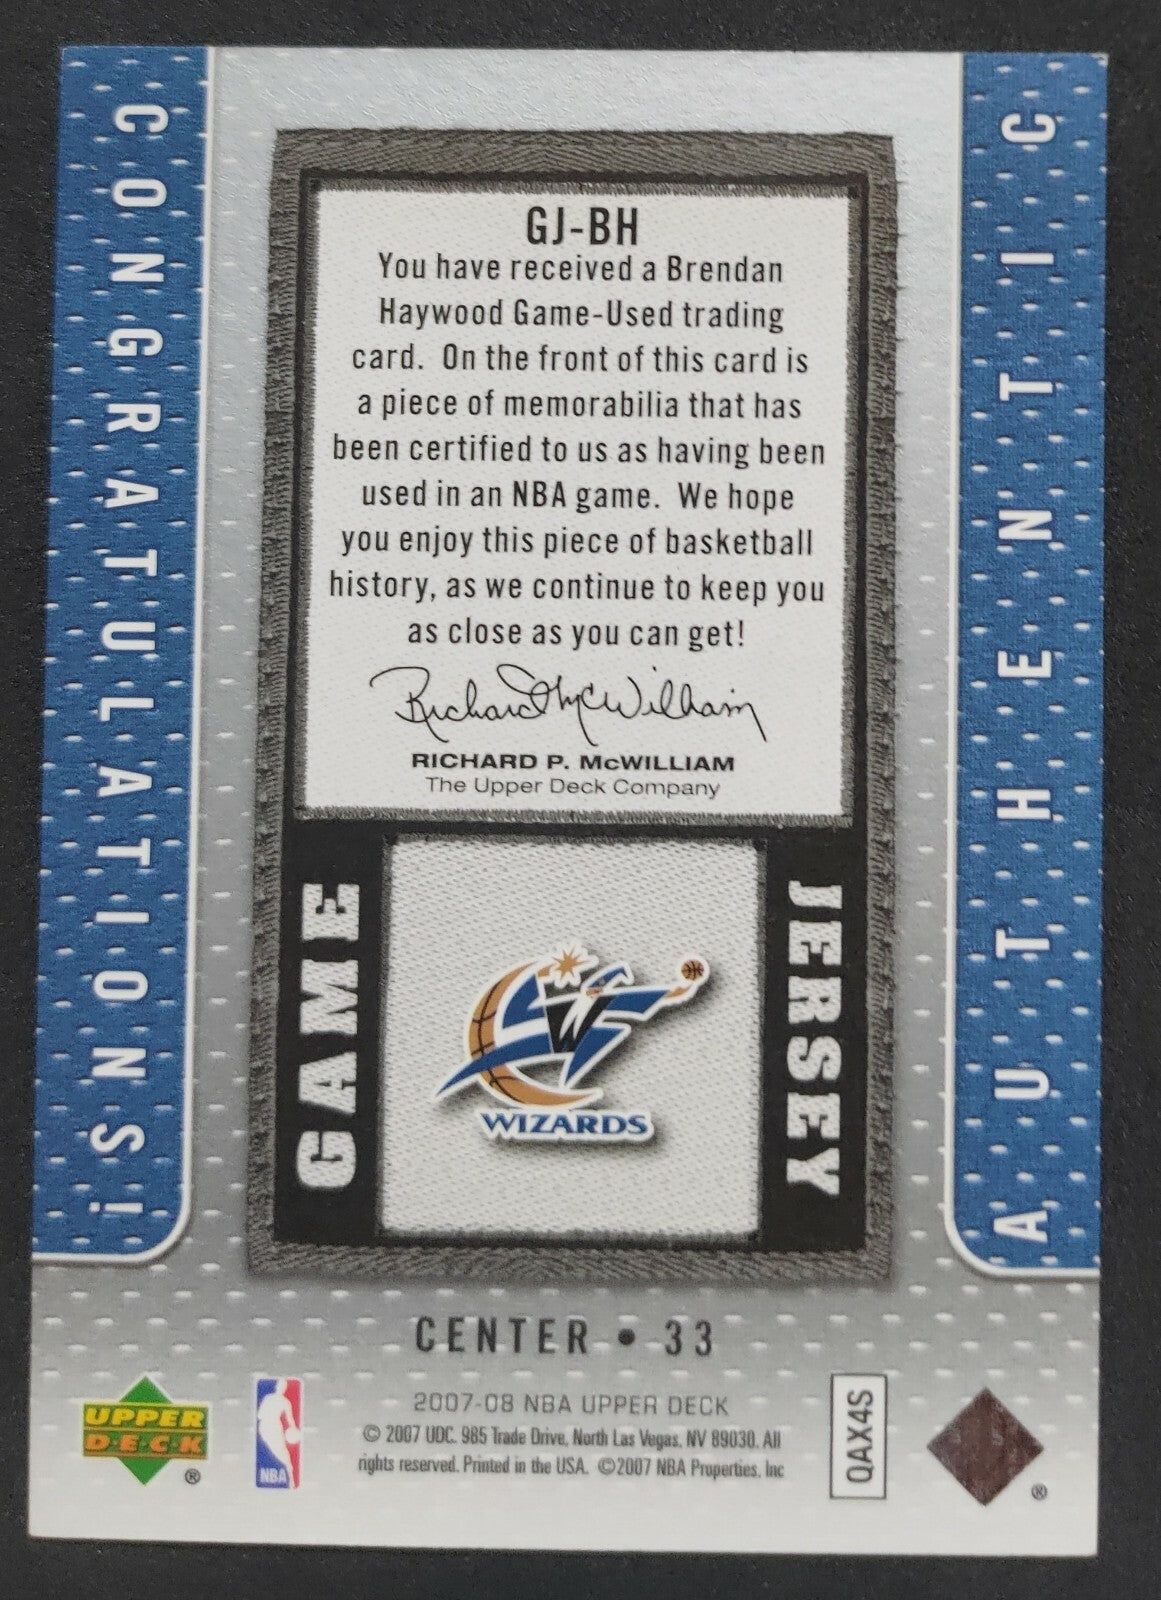 CONGRATULATIONS!
GJ-BH
You have received a Brendan
Haywood Game-Used trading
card. On the front of this card is
a piece of memorabilia that has
been certified to us as having been
used in an NBA game. We hope
you enjoy this piece of basketball
history, as we continue to keep you
as close as you can get!
Richard McWilliam
RICHARD P. McWILLIAM
The Upper Deck Company
GAME
W
WIZARDS
JERSEY
AUTHENTIC
CENTER • 33
UPPER
DECK
®
NBA
2007-08 NBA UPPER DECK
© 2007 UDC. 985 Trade Drive, North Las Vegas, NV 89030. All
rights reserved. Printed in the USA. ©2007 NBA Properties, Inc
QAX4S
®